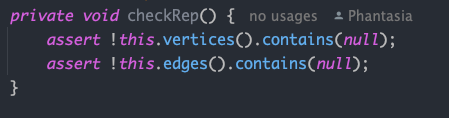 private void checkRep() { no usages Phantasia
    assert !this.vertices().contains(null);
    assert !this.edges().contains(null);
}